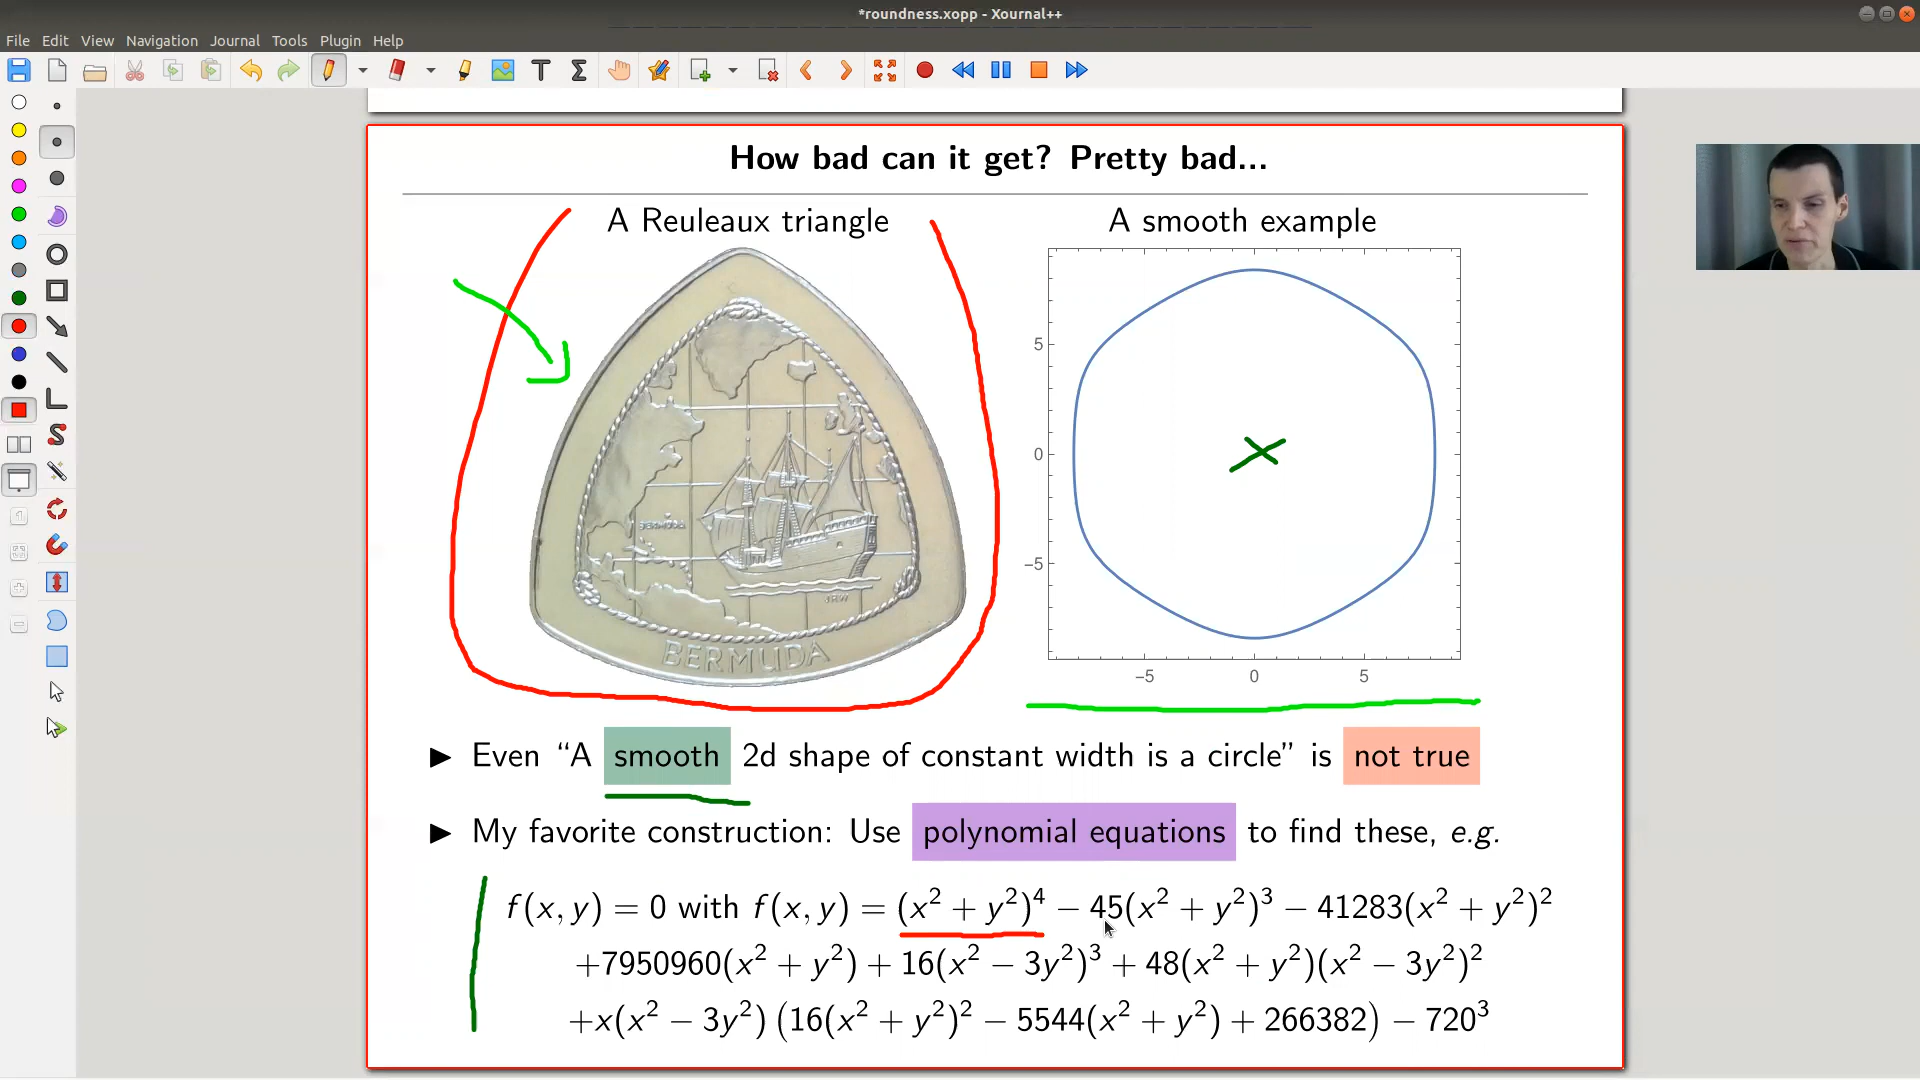 *roundness.xopp - Xournal++
File Edit View Navigation Journal Tools Plugin Help
How bad can it get? Pretty bad...
A Reuleaux triangle
A smooth example
BERMUDA
5
0
−5
−5 0 5
▶ Even “A smooth 2d shape of constant width is a circle” is not true
▶ My favorite construction: Use polynomial equations to find these, e.g.
f(x, y) = 0 with f(x, y) = (x² + y²)⁴ − 45(x² + y²)³ − 41283(x² + y²)²
+7950960(x² + y²) + 16(x² − 3y²)³ + 48(x² + y²)(x² − 3y²)²
+x(x² − 3y²) (16(x² + y²)² − 5544(x² + y²) + 266382) − 720³